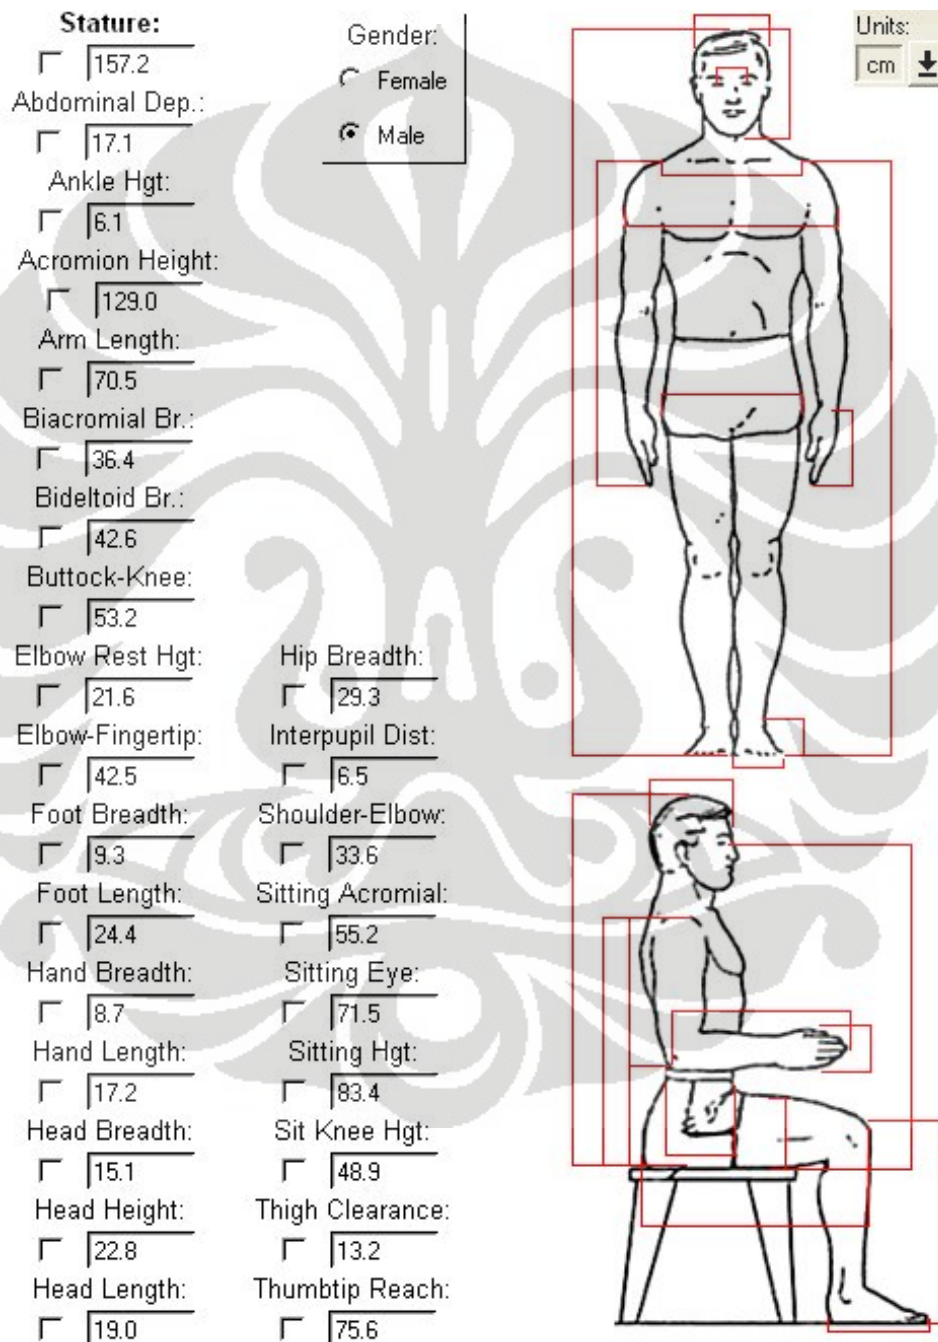 Stature:
157.2
Abdominal Dep.:
17.1
Ankle Hgt:
6.1
Acromion Height:
129.0
Arm Length:
70.5
Biacromial Br.:
36.4
Bideltoid Br.:
42.6
Buttock-Knee:
53.2
Elbow Rest Hgt:
21.6
Elbow-Fingertip:
42.5
Foot Breadth:
9.3
Foot Length:
24.4
Hand Breadth:
8.7
Hand Length:
17.2
Head Breadth:
15.1
Head Height:
22.8
Head Length:
19.0
Hip Breadth:
29.3
Interpupil Dist:
6.5
Shoulder-Elbow:
33.6
Sitting Acromial:
55.2
Sitting Eye:
71.5
Sitting Hgt:
83.4
Sit Knee Hgt:
48.9
Thigh Clearance:
13.2
Thumbtip Reach:
75.6
Gender:
Female
Male
Units:
cm